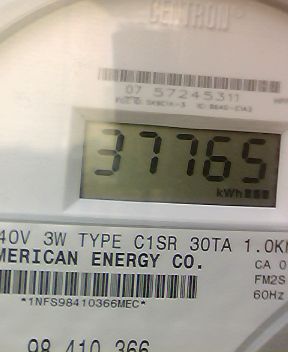 CENTRON®
07 57245311
37765
kWh
40V 3W TYPE C1SR 30TA 1.0K
MERICAN ENERGY CO.
CA 0
FM2S
*1NFS98410366MEC*
60Hz
98 410 366